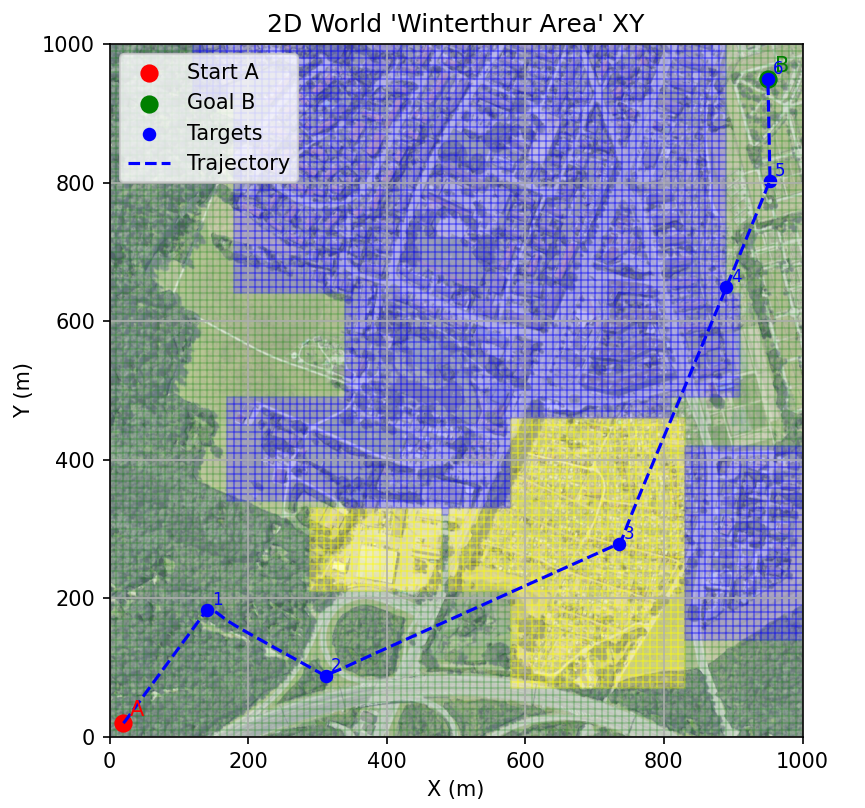 2D World 'Winterthur Area' XY
Start A
Goal B
Targets
Trajectory
1000
800
600
400
200
0
Y (m)
0
200
400
600
800
1000
X (m)
A
1
2
3
4
5
6
B